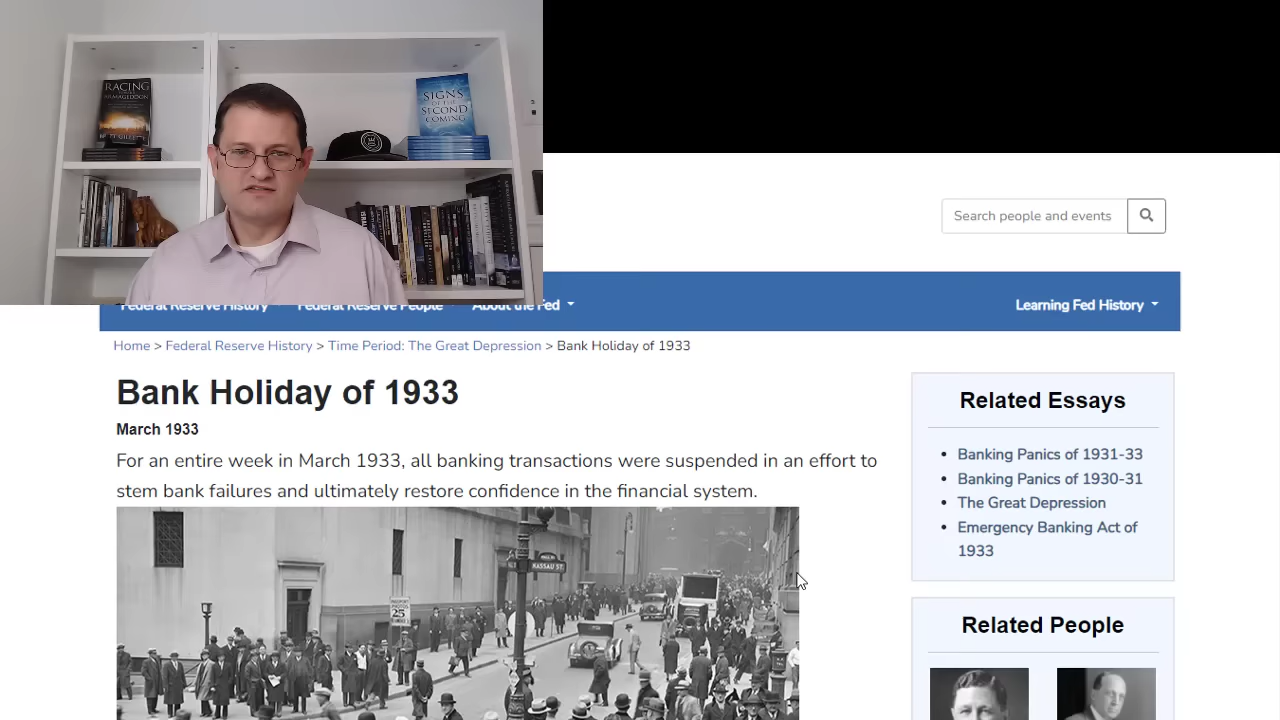 RACING
ARMAGEDDON
SIGNS
OF THE
SECOND
COMING
Search people and events
Federal Reserve History Federal Reserve People About the Fed Learning Fed History
Home > Federal Reserve History > Time Period: The Great Depression > Bank Holiday of 1933
Bank Holiday of 1933
March 1933
For an entire week in March 1933, all banking transactions were suspended in an effort to
stem bank failures and ultimately restore confidence in the financial system.
NASSAU ST.
25
Related Essays
Banking Panics of 1931-33
Banking Panics of 1930-31
The Great Depression
Emergency Banking Act of
1933
Related People